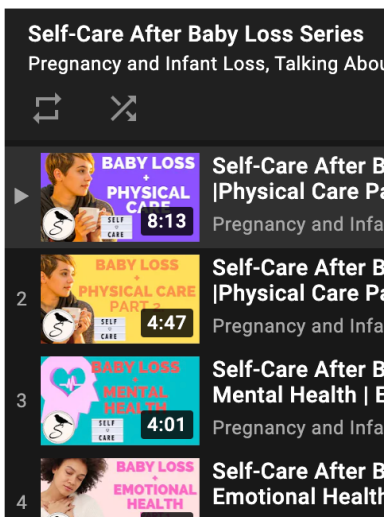 Self-Care After Baby Loss Series
Pregnancy and Infant Loss, Talking Abou
BABY LOSS
+
PHYSICAL
CARE
SELF
CARE
8:13
Self-Care After B
|Physical Care Pa
Pregnancy and Infa
2
BABY LOSS
+
PHYSICAL CARE
PART 2
SELF
CARE
4:47
Self-Care After B
|Physical Care Pa
Pregnancy and Infa
3
BABY LOSS
+
MENTAL
HEALTH
SELF
CARE
4:01
Self-Care After B
Mental Health | E
Pregnancy and Infa
4
BABY LOSS
+
EMOTIONAL
HEALTH
Self-Care After B
Emotional Health